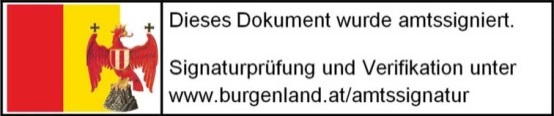 Dieses Dokument wurde amtssigniert.
Signaturprüfung und Verifikation unter
www.burgenland.at/amtssignatur